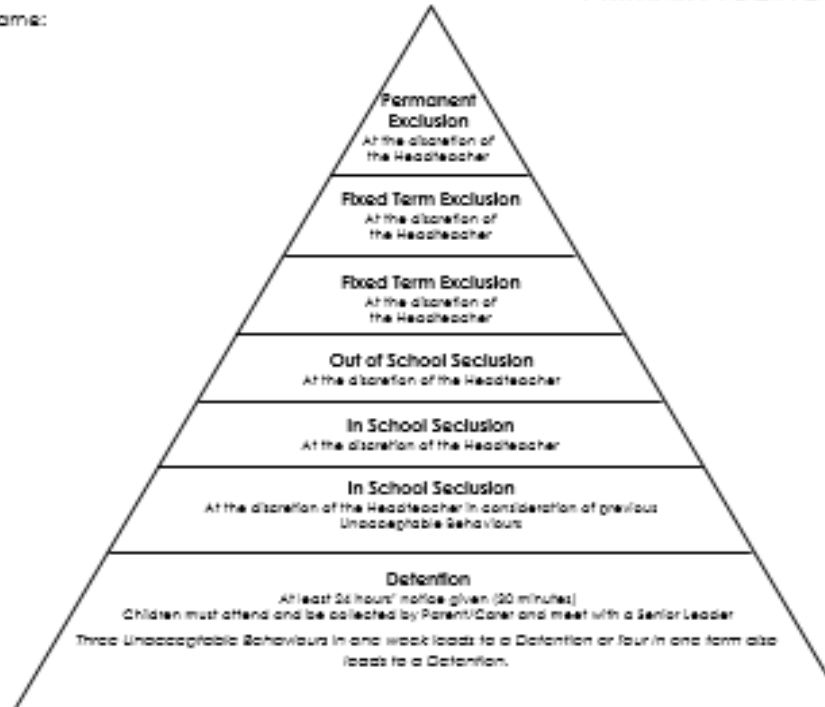 ame:
Permanent
Exclusion
At the discretion of
the Headteacher
Fixed Term Exclusion
At the discretion of
the Headteacher
Fixed Term Exclusion
At the discretion of
the Headteacher
Out of School Seclusion
At the discretion of the Headteacher
In School Seclusion
At the discretion of the Headteacher
In School Seclusion
At the discretion of the Headteacher in consideration of previous
Unacceptable Behaviours
Detention
At least 24 hours' notice given (30 minutes)
Children must attend and be collected by Parent/Carer and meet with a Senior Leader
Three Unacceptable Behaviours in one week leads to a Detention or four in one term also
leads to a Detention.